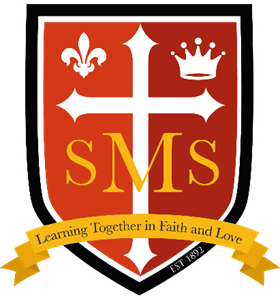 SMS
Learning Together in Faith and Love
EST 1892